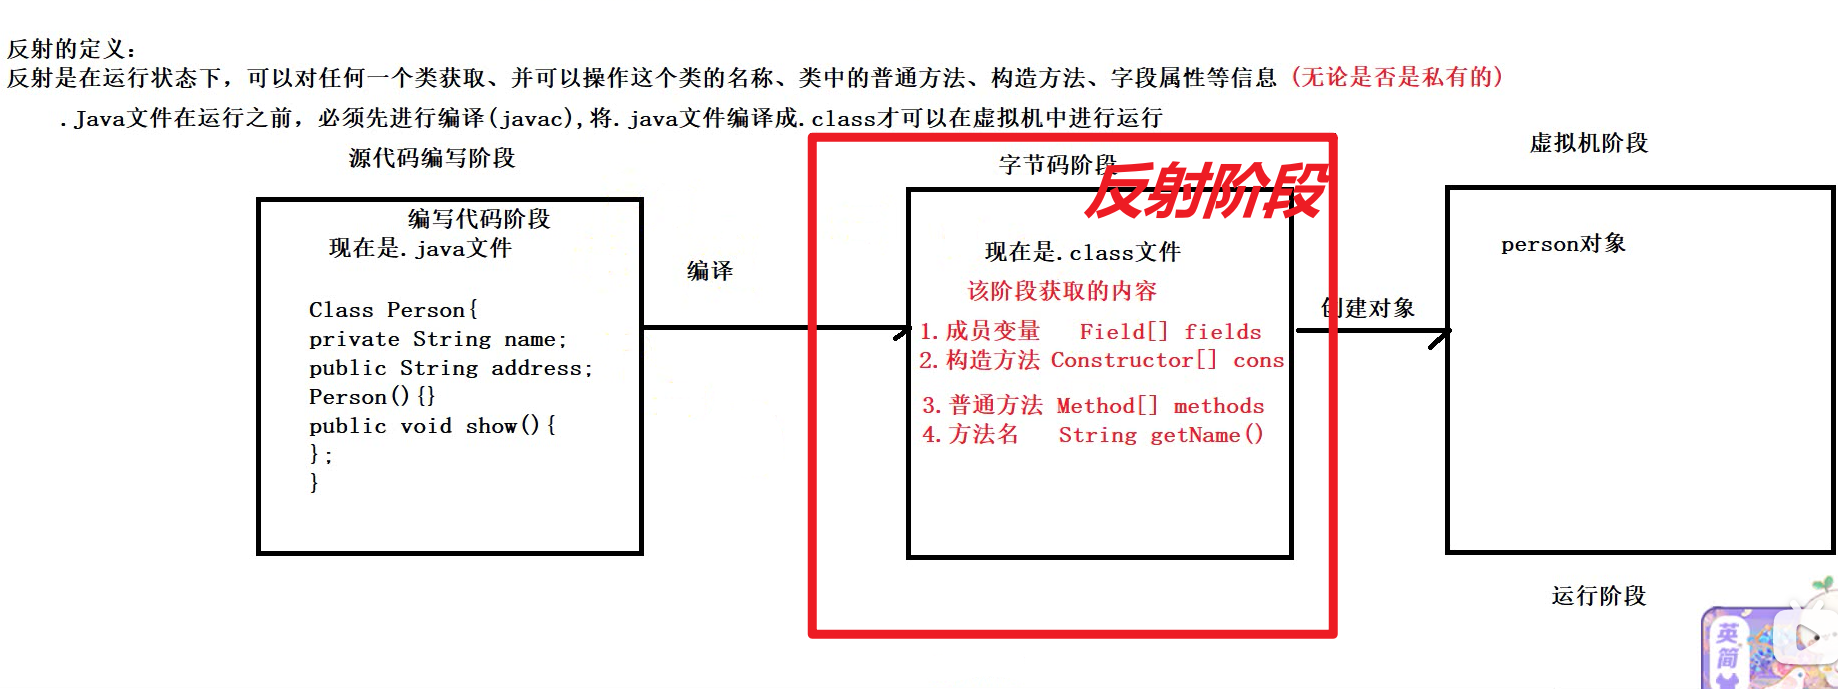 反射的定义：
反射是在运行状态下，可以对任何一个类获取、并可以操作这个类的名称、类中的普通方法、构造方法、字段属性等信息 (无论是否是私有的)
.Java文件在运行之前，必须先进行编译(javac),将.java文件编译成.class才可以在虚拟机中进行运行
源代码编写阶段
编写代码阶段
现在是.java文件
Class Person{
private String name;
public String address;
Person(){}
public void show(){
};
}
编译
字节码阶段
反射阶段
现在是.class文件
该阶段获取的内容
1.成员变量 Field[] fields
2.构造方法 Constructor[] cons
3.普通方法 Method[] methods
4.方法名 String getName()
创建对象
虚拟机阶段
person对象
运行阶段
英
简